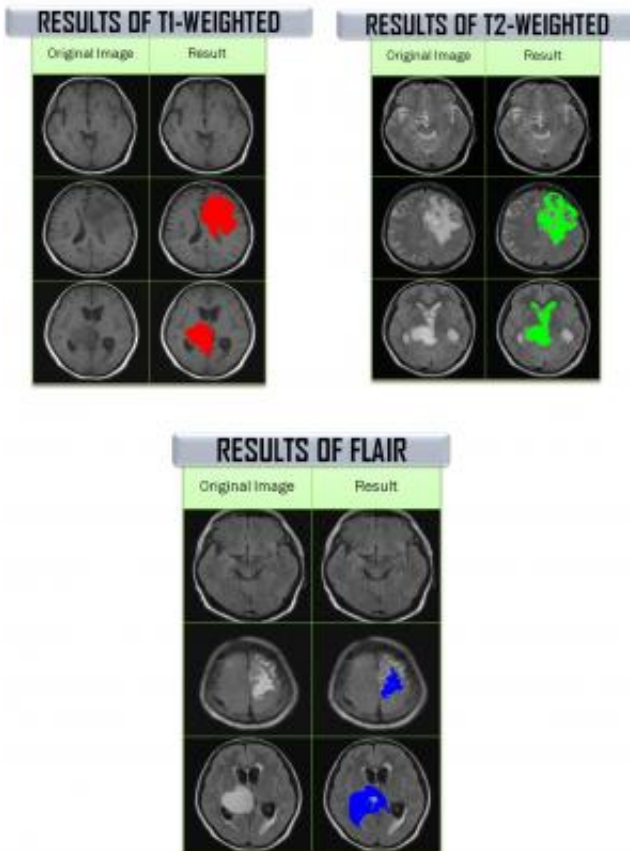 RESULTS OF T1-WEIGHTED
Original Image Result
RESULTS OF T2-WEIGHTED
Original Image Result
RESULTS OF FLAIR
Original Image Result